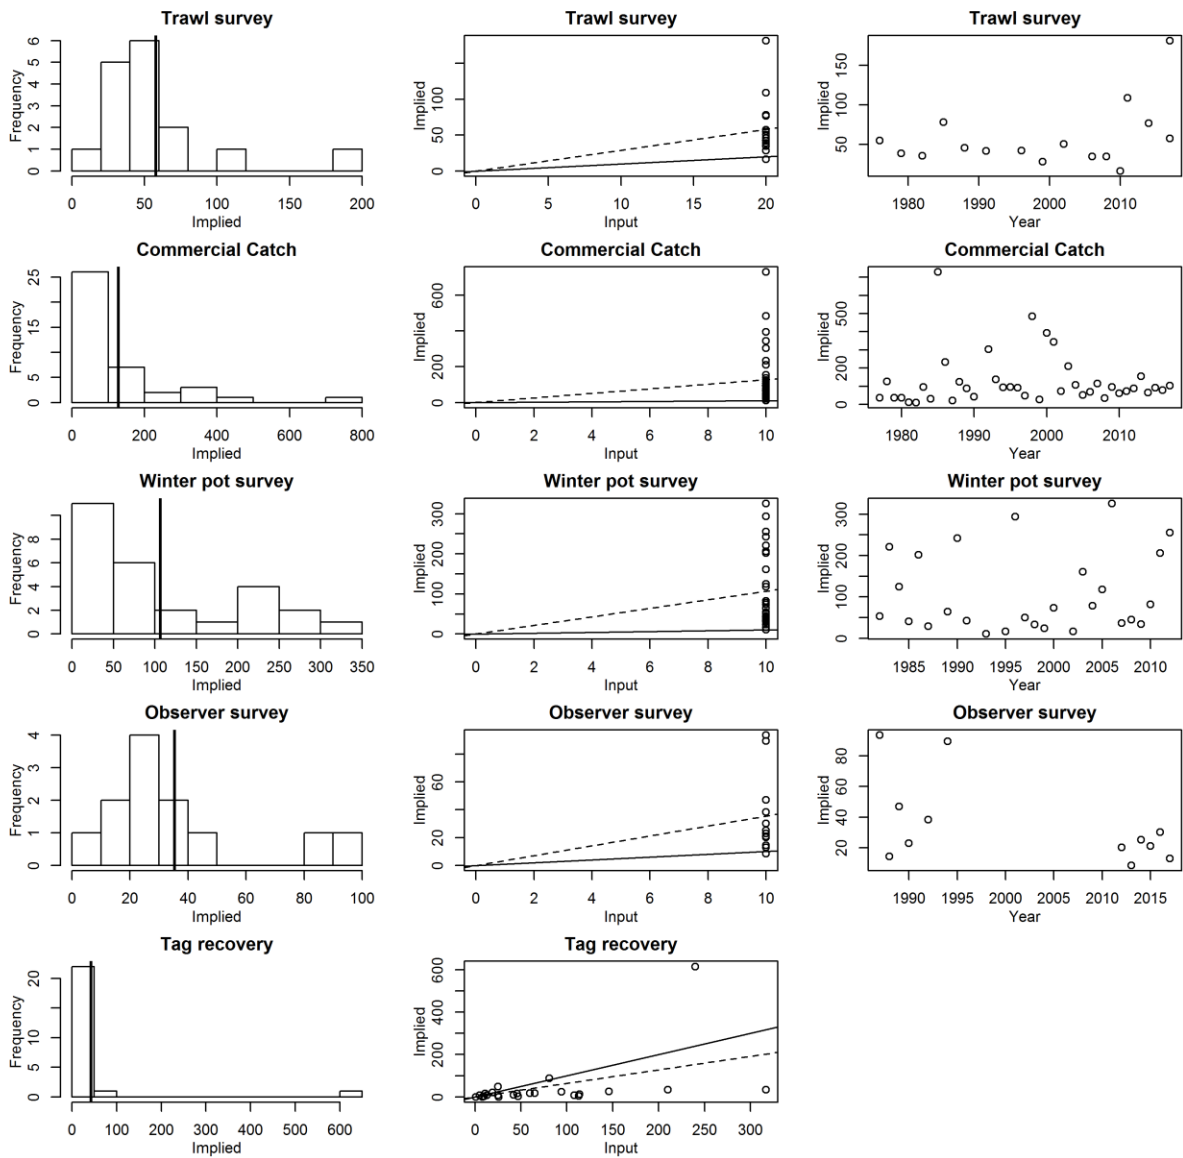 Trawl survey
Frequency
0 1 2 3 4 5 6
0 50 100 150 200
Implied
Trawl survey
Implied
0 50 100
0 5 10 15 20
Input
Trawl survey
Implied
50 100 150
1980 1990 2000 2010
Year
Commercial Catch
Frequency
0 5 15 25
0 200 400 600 800
Implied
Commercial Catch
Implied
0 200 600
0 2 4 6 8 10
Input
Commercial Catch
Implied
0 200 500
1980 1990 2000 2010
Year
Winter pot survey
Frequency
0 2 4 6 8
0 50 100 150 200 250 300 350
Implied
Winter pot survey
Implied
0 100 200 300
0 2 4 6 8 10
Input
Winter pot survey
Implied
0 100 200 300
1985 1990 1995 2000 2005 2010
Year
Observer survey
Frequency
0 1 2 3 4
0 20 40 60 80 100
Implied
Observer survey
Implied
0 20 60
0 2 4 6 8 10
Input
Observer survey
Implied
20 40 60 80
1990 1995 2000 2005 2010 2015
Year
Tag recovery
Frequency
0 5 10 20
0 100 200 300 400 500 600
Implied
Tag recovery
Implied
0 200 400 600
0 50 100 150 200 250 300
Input